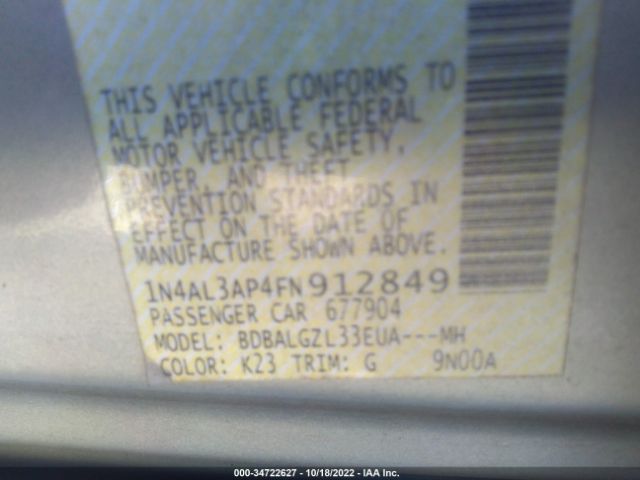 THIS VEHICLE CONFORMS TO
ALL APPLICABLE FEDERAL
MOTOR VEHICLE SAFETY,
BUMPER, AND THEFT
PREVENTION STANDARDS IN
EFFECT ON THE DATE OF
MANUFACTURE SHOWN ABOVE.
1N4AL3AP4FN912849
PASSENGER CAR 677904
MODEL: BDBALGZL33EUA---MH
COLOR: K23 TRIM: G 9N00A
000-34722627 - 10/18/2022 - IAA Inc.